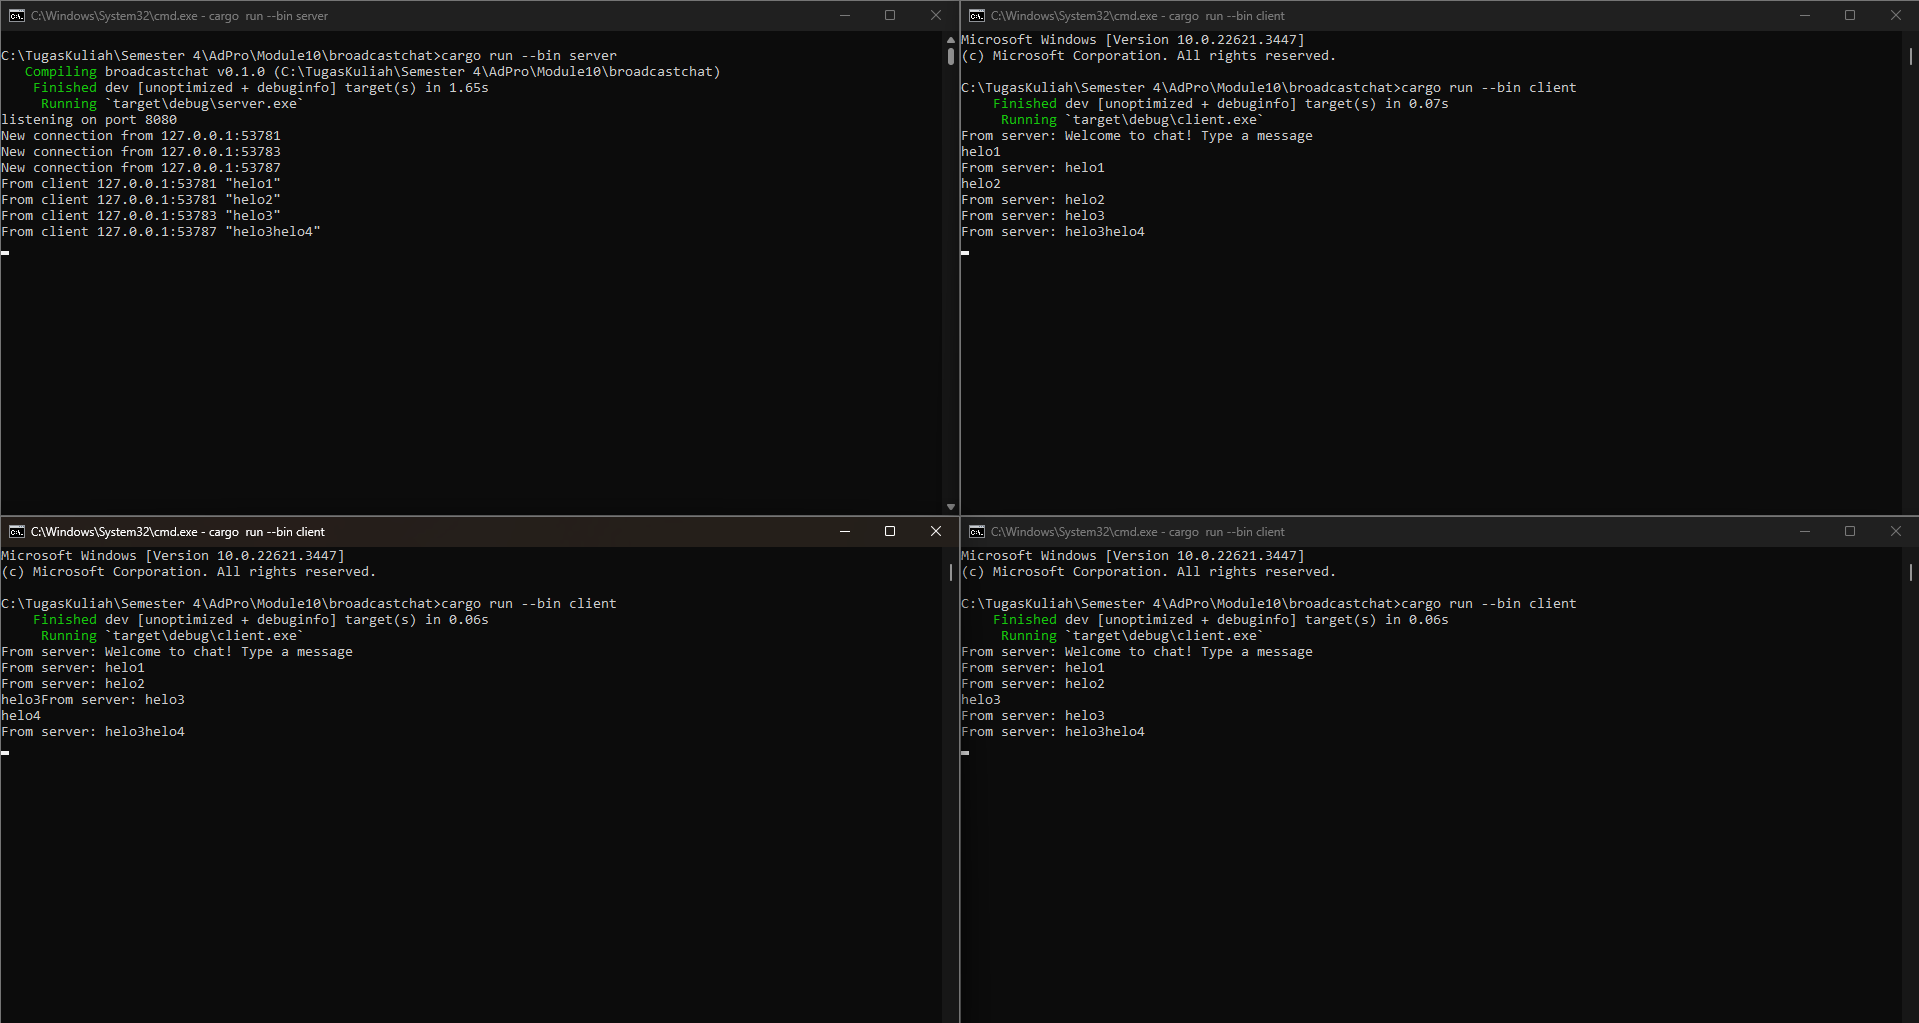 C:\Windows\System32\cmd.exe - cargo  run --bin server
C:\TugasKuliah\Semester 4\AdPro\Module10\broadcastchat>cargo run --bin server
   Compiling broadcastchat v0.1.0 (C:\TugasKuliah\Semester 4\AdPro\Module10\broadcastchat)
    Finished dev [unoptimized + debuginfo] target(s) in 1.65s
     Running `target\debug\server.exe`
listening on port 8080
New connection from 127.0.0.1:53781
New connection from 127.0.0.1:53783
New connection from 127.0.0.1:53787
From client 127.0.0.1:53781 "helo1"
From client 127.0.0.1:53781 "helo2"
From client 127.0.0.1:53783 "helo3"
From client 127.0.0.1:53787 "helo3helo4"
C:\Windows\System32\cmd.exe - cargo  run --bin client
Microsoft Windows [Version 10.0.22621.3447]
(c) Microsoft Corporation. All rights reserved.
C:\TugasKuliah\Semester 4\AdPro\Module10\broadcastchat>cargo run --bin client
    Finished dev [unoptimized + debuginfo] target(s) in 0.07s
     Running `target\debug\client.exe`
From server: Welcome to chat! Type a message
helo1
From server: helo1
helo2
From server: helo2
From server: helo3
From server: helo3helo4
C:\Windows\System32\cmd.exe - cargo  run --bin client
Microsoft Windows [Version 10.0.22621.3447]
(c) Microsoft Corporation. All rights reserved.
C:\TugasKuliah\Semester 4\AdPro\Module10\broadcastchat>cargo run --bin client
    Finished dev [unoptimized + debuginfo] target(s) in 0.06s
     Running `target\debug\client.exe`
From server: Welcome to chat! Type a message
From server: helo1
From server: helo2
helo3From server: helo3
helo4
From server: helo3helo4
C:\Windows\System32\cmd.exe - cargo  run --bin client
Microsoft Windows [Version 10.0.22621.3447]
(c) Microsoft Corporation. All rights reserved.
C:\TugasKuliah\Semester 4\AdPro\Module10\broadcastchat>cargo run --bin client
    Finished dev [unoptimized + debuginfo] target(s) in 0.06s
     Running `target\debug\client.exe`
From server: Welcome to chat! Type a message
From server: helo1
From server: helo2
helo3
From server: helo3
From server: helo3helo4